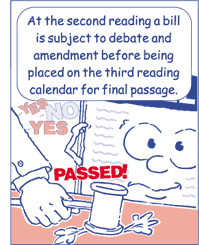 At the second reading a bill
is subject to debate and
amendment before being
placed on the third reading
calendar for final passage.
YES
NO
YES
PASSED!